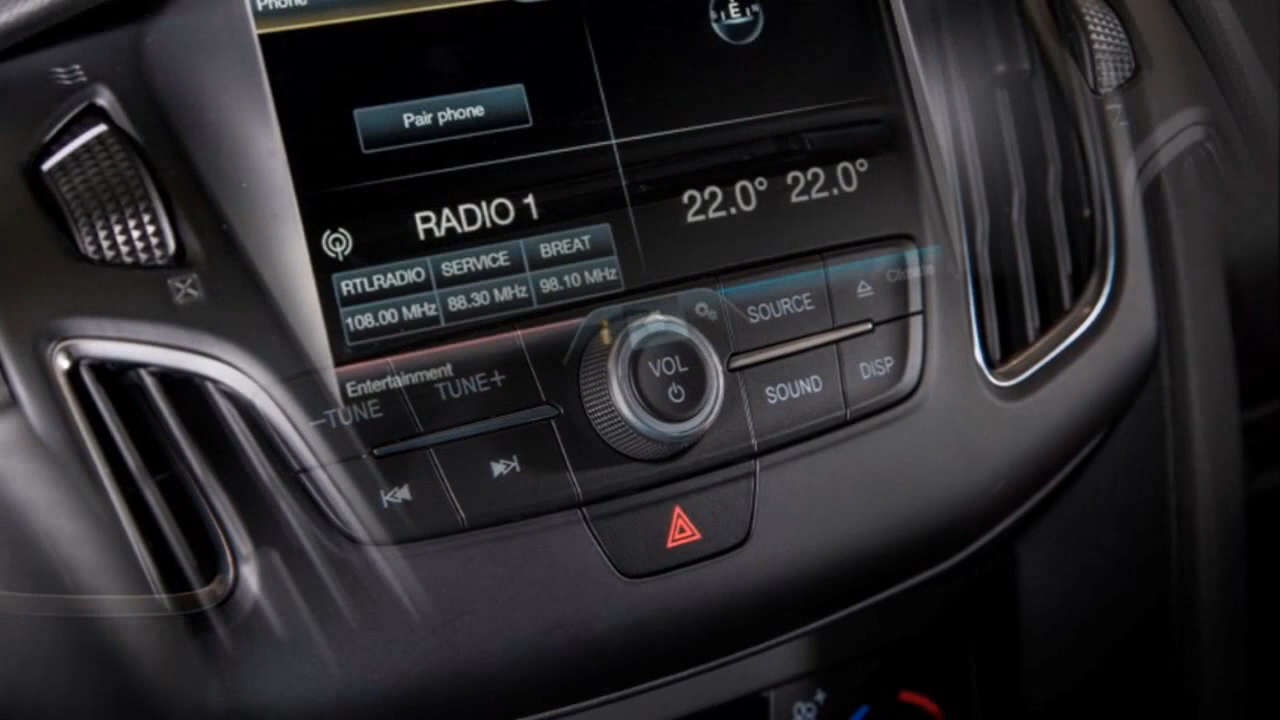 Phone
E
Pair phone
22.0° 22.0°
RADIO 1
RTLRADIO SERVICE BREAT
108.00 MHz 88.30 MHz 98.10 MHz
Entertainment
Climate
-TUNE TUNE+
VOL
SOURCE
SOUND DISP